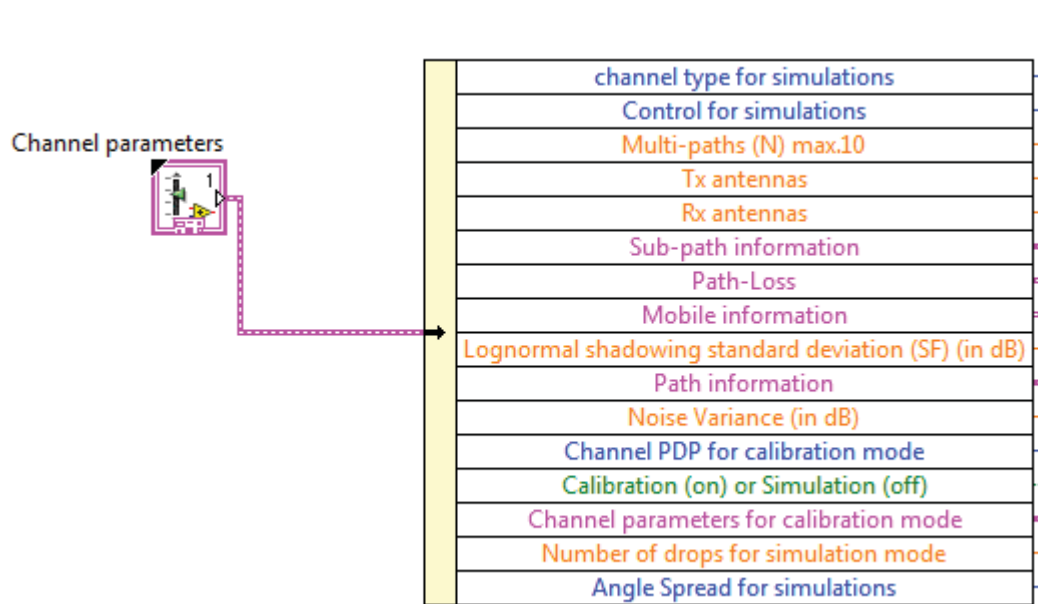 Channel parameters
1
channel type for simulations
Control for simulations
Multi-paths (N) max.10
Tx antennas
Rx antennas
Sub-path information
Path-Loss
Mobile information
Lognormal shadowing standard deviation (SF) (in dB)
Path information
Noise Variance (in dB)
Channel PDP for calibration mode
Calibration (on) or Simulation (off)
Channel parameters for calibration mode
Number of drops for simulation mode
Angle Spread for simulations